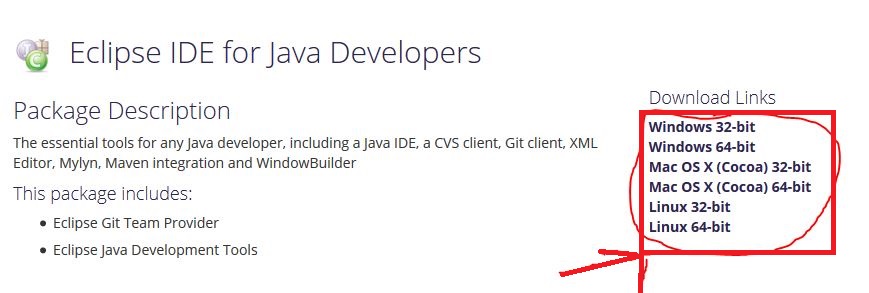 Eclipse IDE for Java Developers
Package Description
The essential tools for any Java developer, including a Java IDE, a CVS client, Git client, XML
Editor, Mylyn, Maven integration and WindowBuilder
This package includes:
• Eclipse Git Team Provider
• Eclipse Java Development Tools
Download Links
Windows 32-bit
Windows 64-bit
Mac OS X (Cocoa) 32-bit
Mac OS X (Cocoa) 64-bit
Linux 32-bit
Linux 64-bit